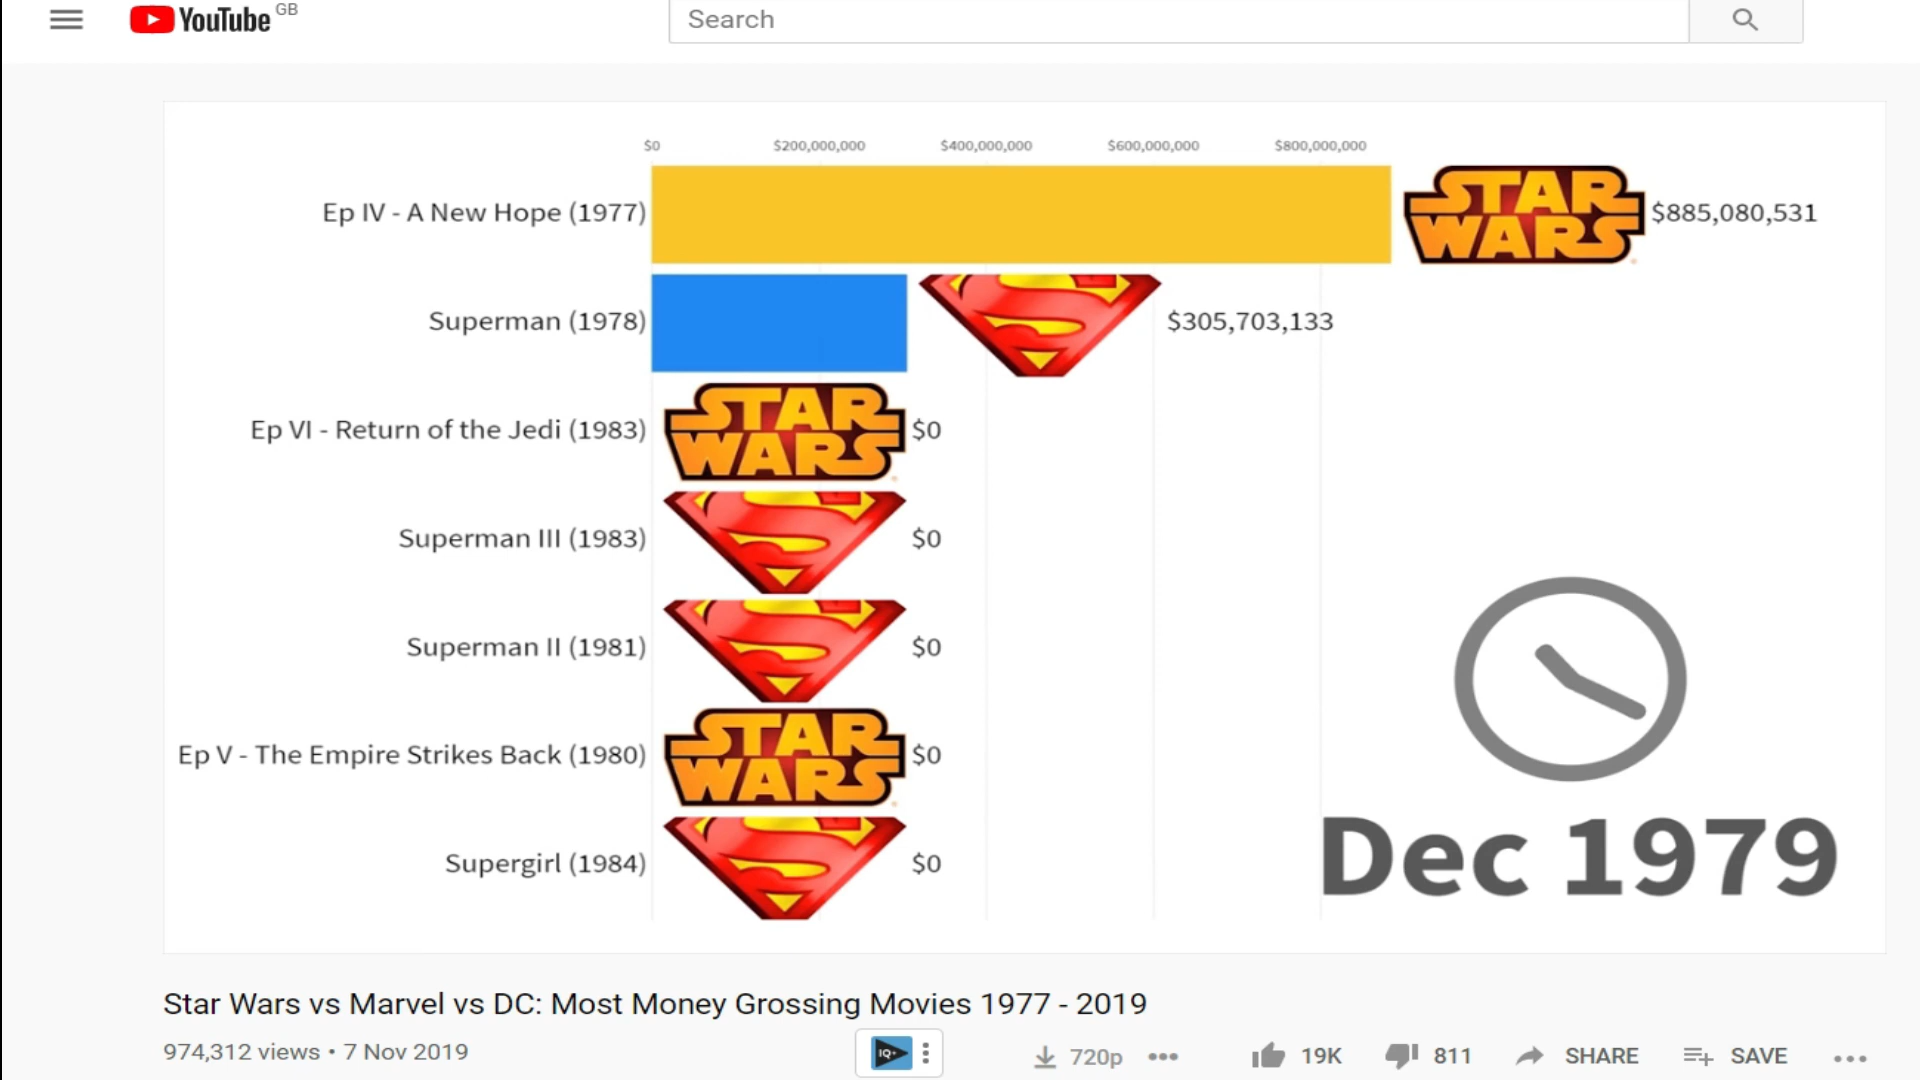 YouTube GB
Search
$0 $200,000,000 $400,000,000 $600,000,000 $800,000,000
Ep IV - A New Hope (1977) STAR WARS $885,080,531
Superman (1978) $305,703,133
Ep VI - Return of the Jedi (1983) STAR WARS $0
Superman III (1983) $0
Superman II (1981) $0
Ep V - The Empire Strikes Back (1980) STAR WARS $0
Supergirl (1984) $0
Dec 1979
Star Wars vs Marvel vs DC: Most Money Grossing Movies 1977 - 2019
974,312 views • 7 Nov 2019
IQ+
720p
19K
811
SHARE
SAVE